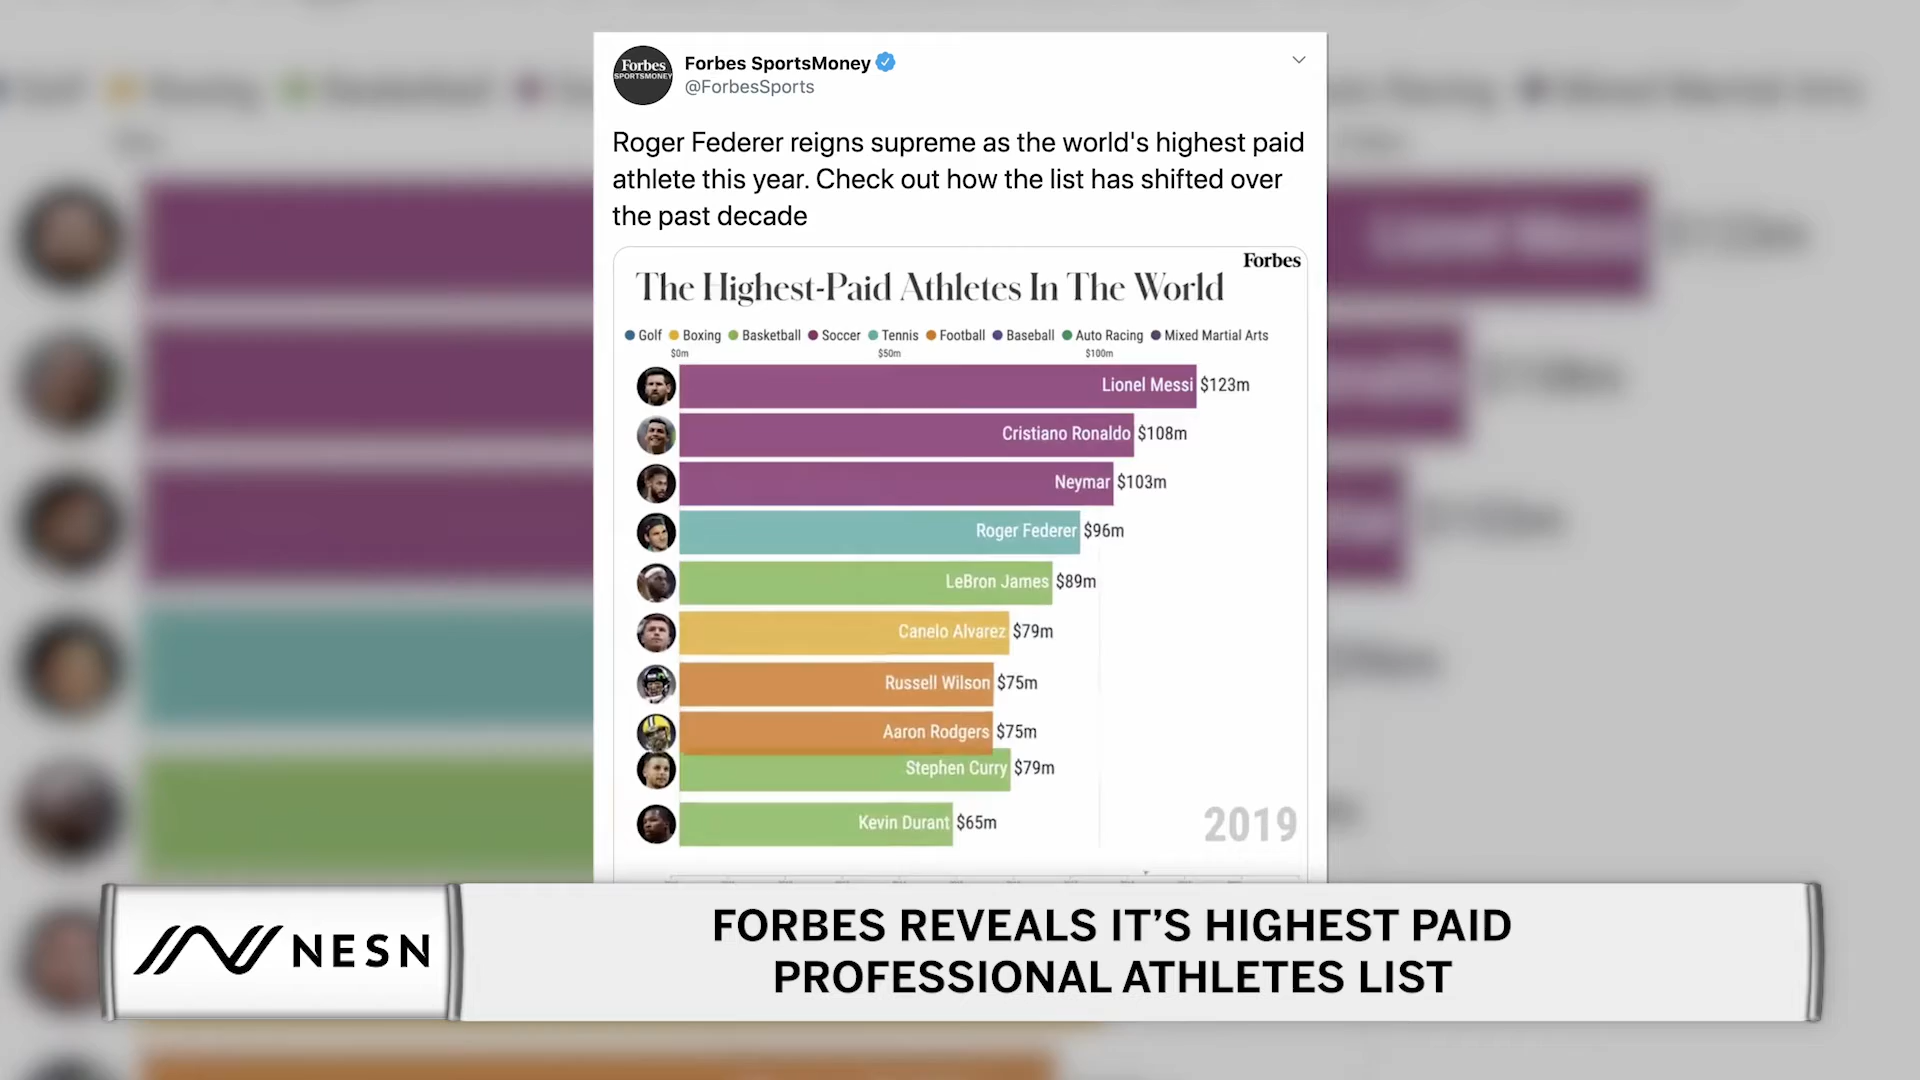 Forbes
SPORTSMONEY
Forbes SportsMoney
@ForbesSports
Roger Federer reigns supreme as the world's highest paid
athlete this year. Check out how the list has shifted over
the past decade
Forbes
The Highest-Paid Athletes In The World
Golf Boxing Basketball Soccer Tennis Football Baseball Auto Racing Mixed Martial Arts
$0m $50m $100m
Lionel Messi $123m
Cristiano Ronaldo $108m
Neymar $103m
Roger Federer $96m
LeBron James $89m
Canelo Alvarez $79m
Russell Wilson $75m
Aaron Rodgers $75m
Stephen Curry $79m
Kevin Durant $65m
2019
NESN
FORBES REVEALS IT’S HIGHEST PAID
PROFESSIONAL ATHLETES LIST